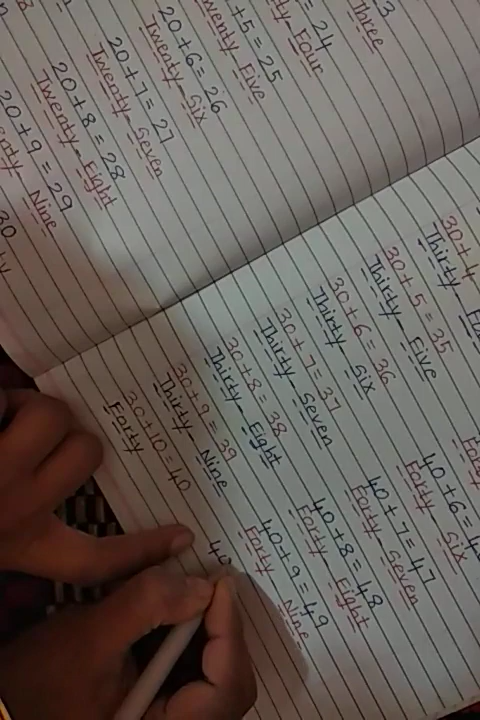 Three
= 24
ty-Four
+5 = 25
Twenty Five
20+6 = 26
Twenty-Six
20+7 = 27
Twenty-Seven
20+8 = 28
Twenty-Eight
20+9 = 29
Nine
30
30+4
Thirty-
30+5 = 35
Thirty-Five
30+6 = 36
Thirty-Six
30+7 = 37
Thirty-Seven
30+8 = 38
Thirty-Eight
30+9 = 39
Thirty-Nine
30+10 = 40
Forty
40+6 =
Forty-Six
40+7 = 47
Forty-Seven
40+8 = 48
Forty-Eight
40+9 = 49
Forty Nine
40